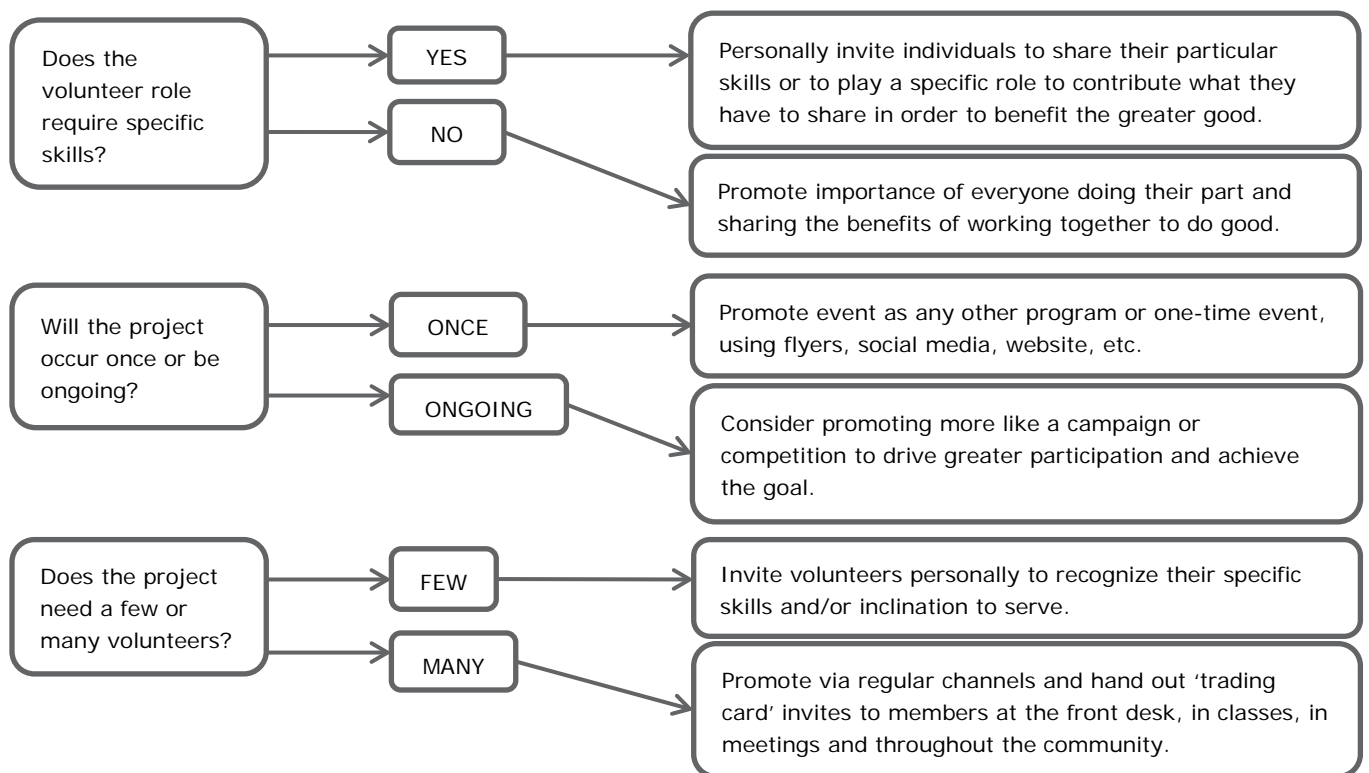 Does the
volunteer role
require specific
skills?
YES
Personally invite individuals to share their particular
skills or to play a specific role to contribute what they
have to share in order to benefit the greater good.
NO
Promote importance of everyone doing their part and
sharing the benefits of working together to do good.
Will the project
occur once or be
ongoing?
ONCE
Promote event as any other program or one-time event,
using flyers, social media, website, etc.
ONGOING
Consider promoting more like a campaign or
competition to drive greater participation and achieve
the goal.
Does the project
need a few or
many volunteers?
FEW
Invite volunteers personally to recognize their specific
skills and/or inclination to serve.
MANY
Promote via regular channels and hand out ‘trading
card’ invites to members at the front desk, in classes, in
meetings and throughout the community.